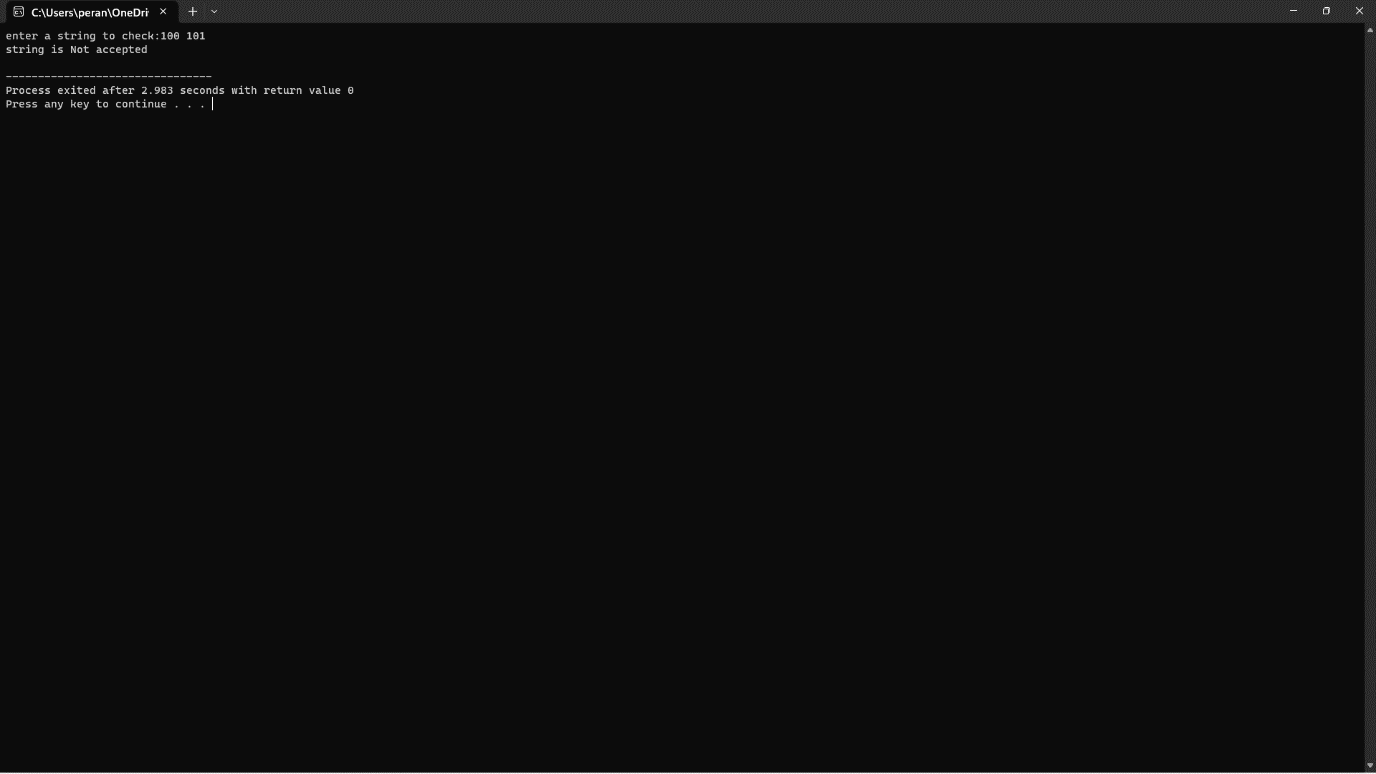 C:\Users\peran\OneDri
enter a string to check:100 101
string is Not accepted
--------------------------------
Process exited after 2.983 seconds with return value 0
Press any key to continue . . .